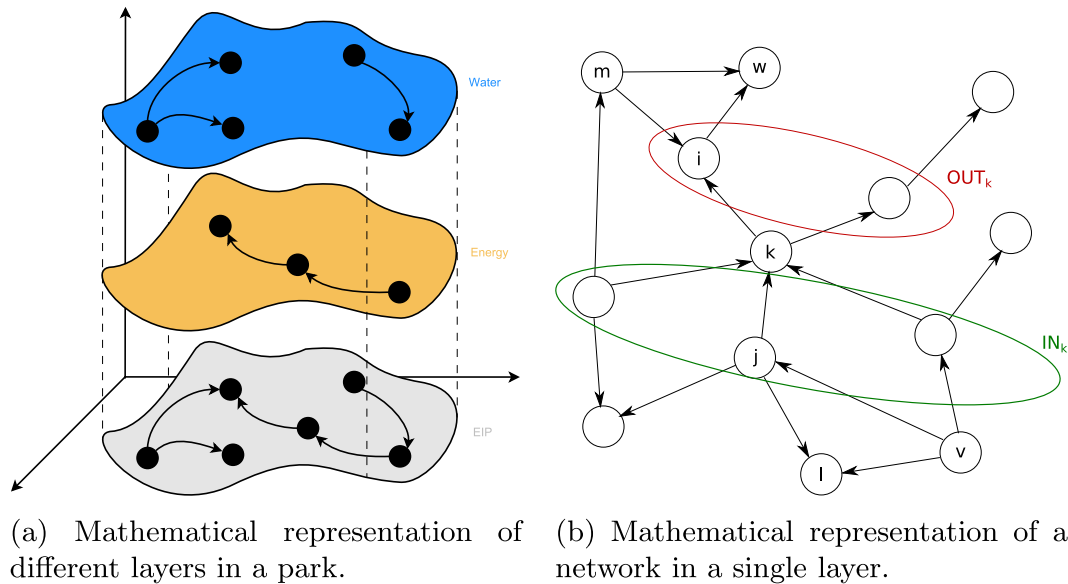 Water
Energy
EIP
m
w
i
OUTk
k
INk
j
v
l
(a) Mathematical representation of
different layers in a park.
(b) Mathematical representation of a
network in a single layer.